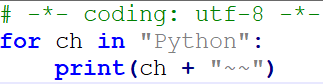 # -*- coding: utf-8 -*-
for ch in "Python":
    print(ch + "~~")